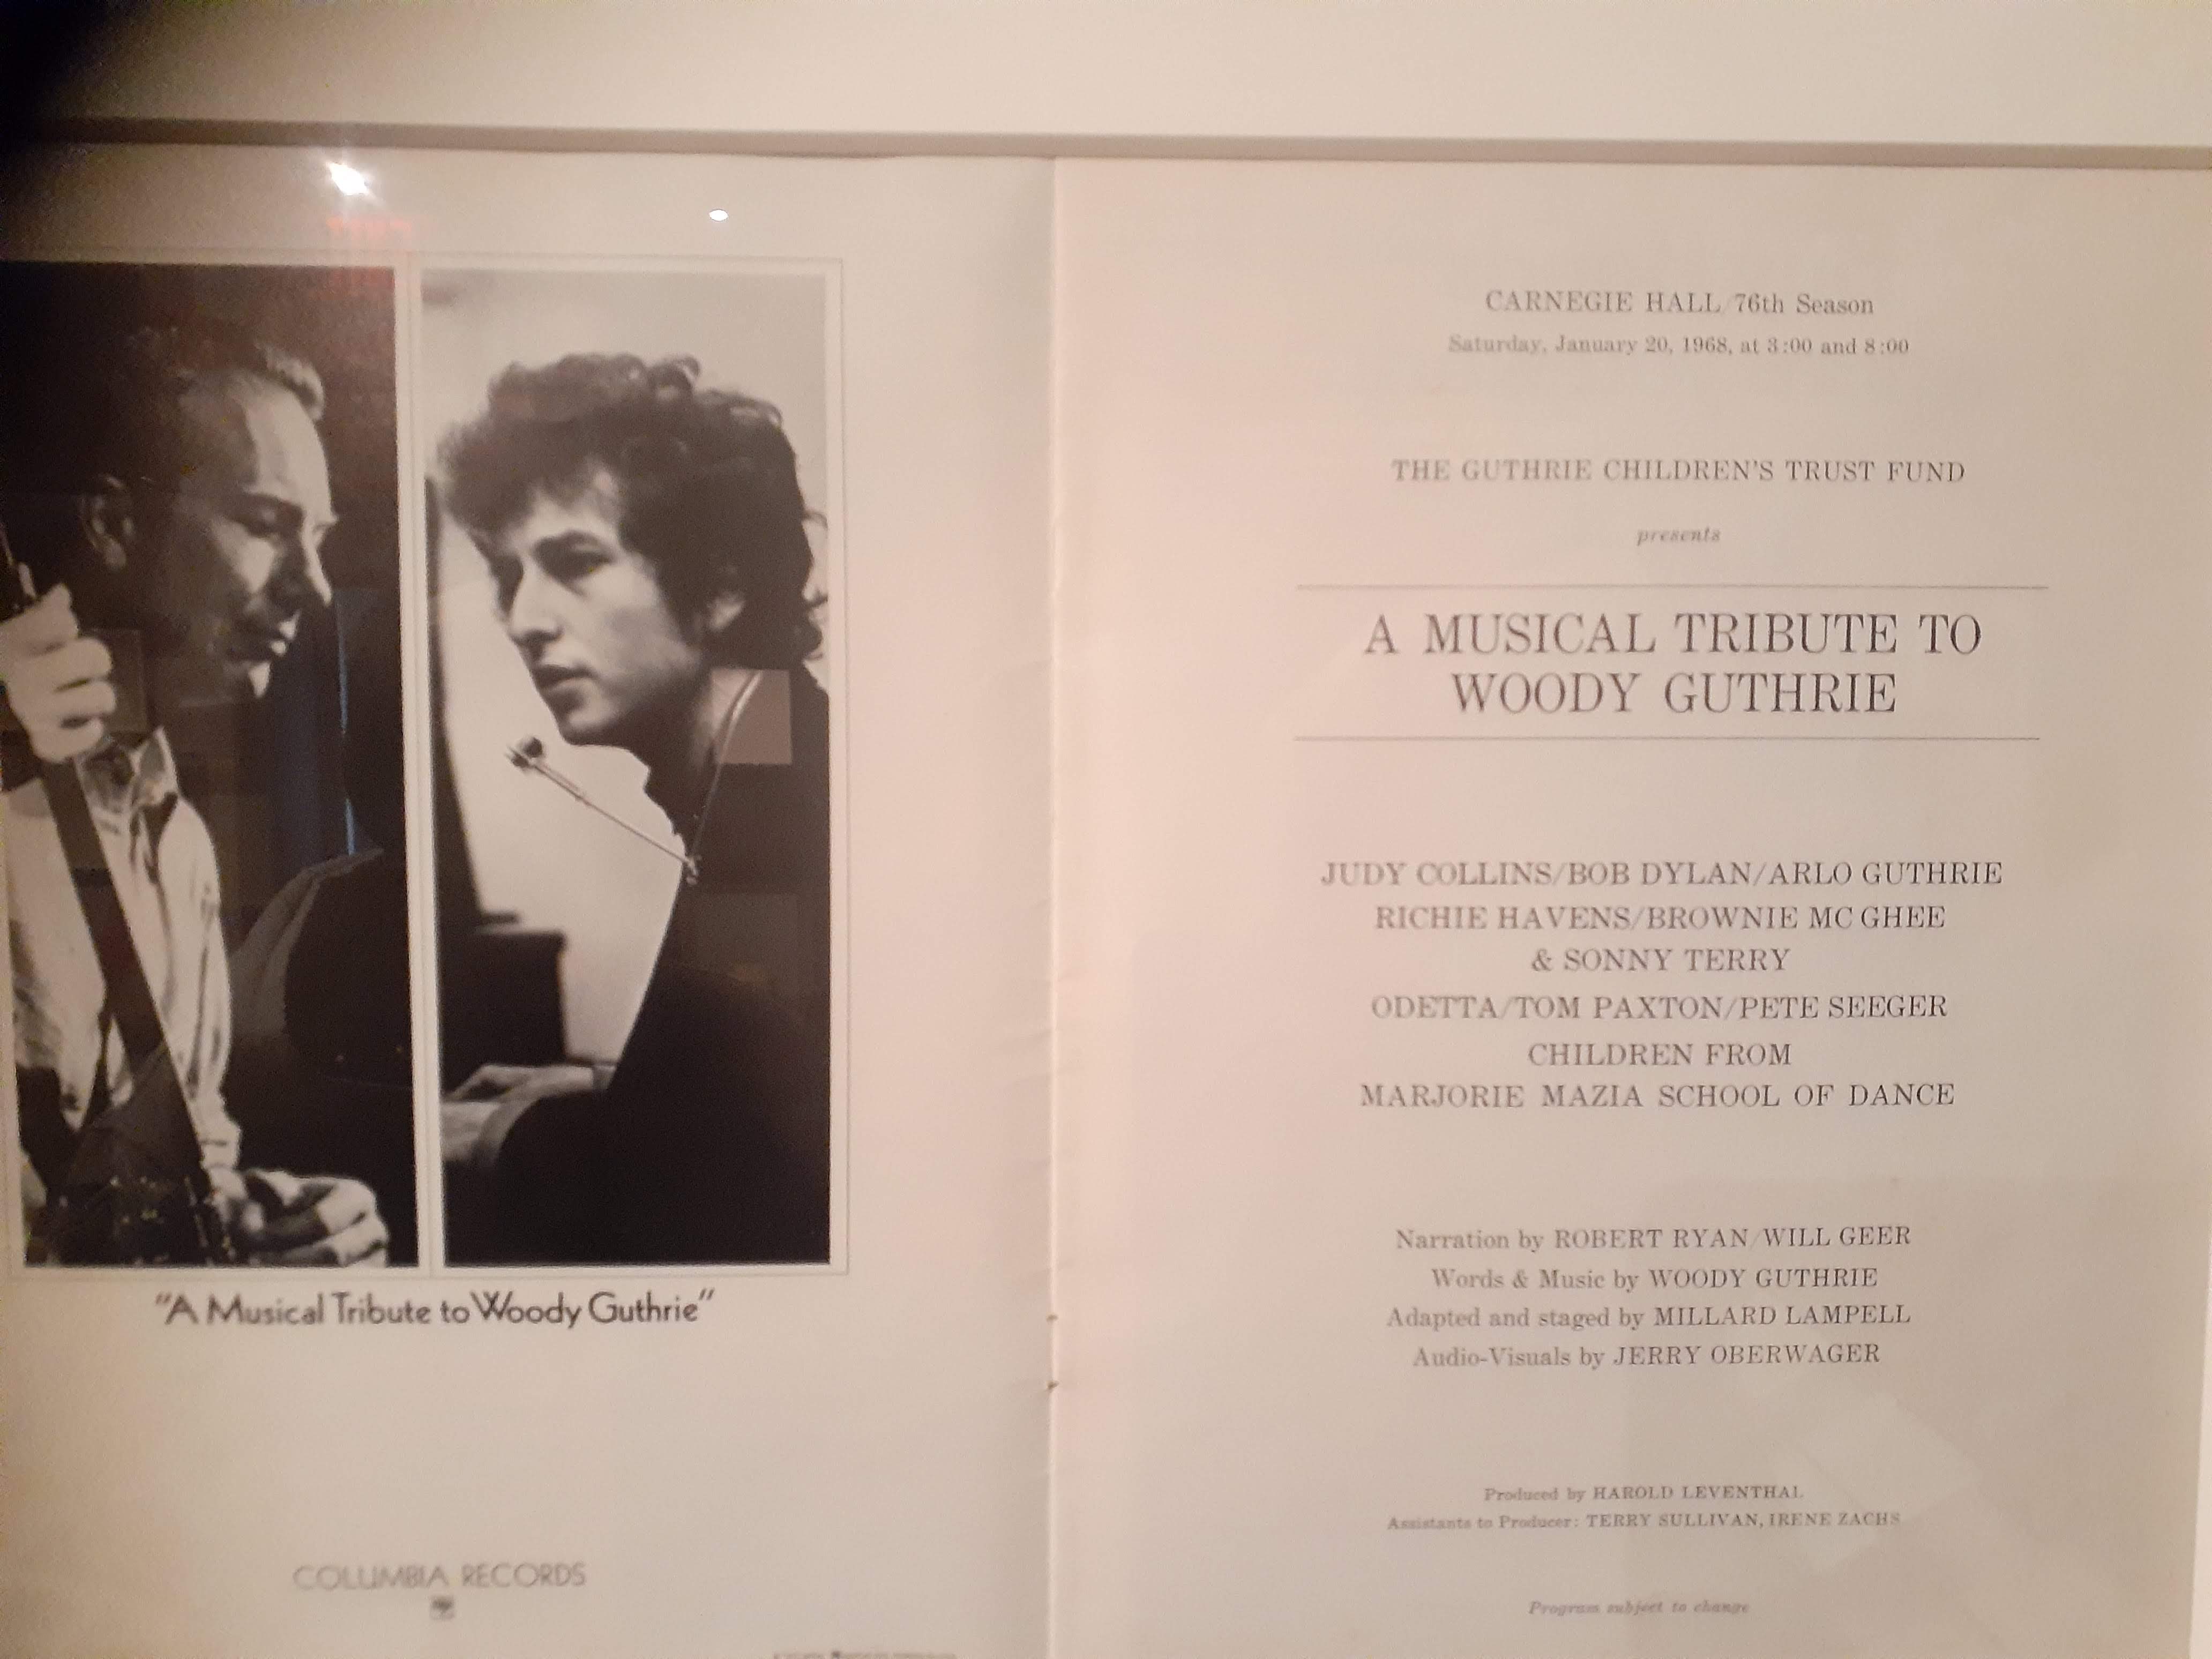 "A Musical Tribute to Woody Guthrie"
COLUMBIA RECORDS
CARNEGIE HALL/76th Season
Saturday, January 20, 1968, at 3:00 and 8:00
THE GUTHRIE CHILDREN'S TRUST FUND
presents
A MUSICAL TRIBUTE TO
WOODY GUTHRIE
JUDY COLLINS/BOB DYLAN/ARLO GUTHRIE
RICHIE HAVENS/BROWNIE MC GHEE
& SONNY TERRY
ODETTA/TOM PAXTON/PETE SEEGER
CHILDREN FROM
MARJORIE MAZIA SCHOOL OF DANCE
Narration by ROBERT RYAN/WILL GEER
Words & Music by WOODY GUTHRIE
Adapted and staged by MILLARD LAMPELL
Audio-Visuals by JERRY OBERWAGER
Produced by HAROLD LEVENTHAL
Assistants to Producer: TERRY SULLIVAN, IRENE ZACHS
Program subject to change